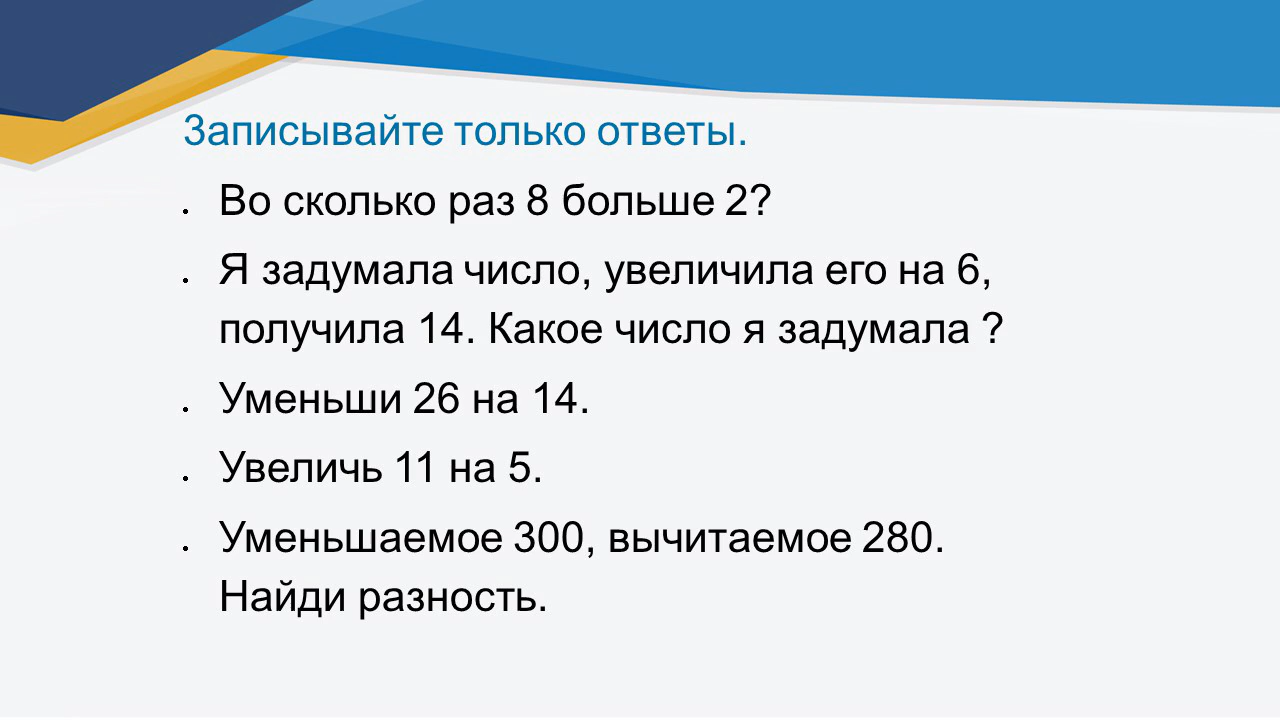 Записывайте только ответы.
• Во сколько раз 8 больше 2?
• Я задумала число, увеличила его на 6,
получила 14. Какое число я задумала ?
• Уменьши 26 на 14.
• Увеличь 11 на 5.
• Уменьшаемое 300, вычитаемое 280.
Найди разность.